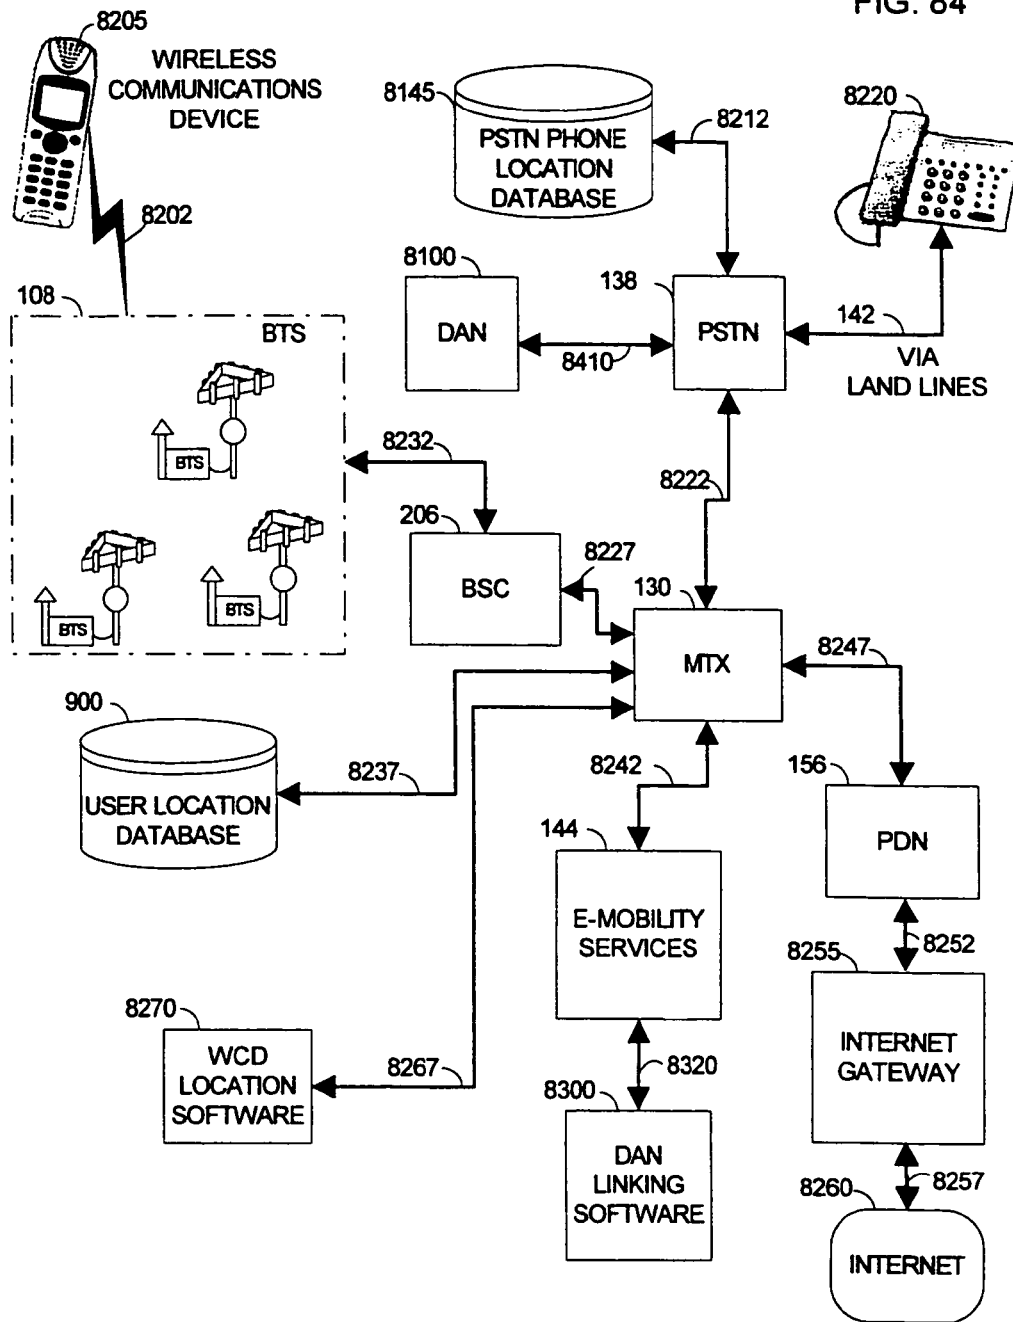 FIG. 84
8205
WIRELESS
COMMUNICATIONS
DEVICE
8202
8145
PSTN PHONE
LOCATION
DATABASE
8212
8220
8100
DAN
8410
138
PSTN
142
VIA
LAND LINES
108
BTS
BTS
BTS
BTS
8232
206
BSC
8227
8222
130
MTX
8247
900
USER LOCATION
DATABASE
8237
8242
156
PDN
144
E-MOBILITY
SERVICES
8252
8255
INTERNET
GATEWAY
8270
WCD
LOCATION
SOFTWARE
8267
8320
8300
DAN
LINKING
SOFTWARE
8257
8260
INTERNET